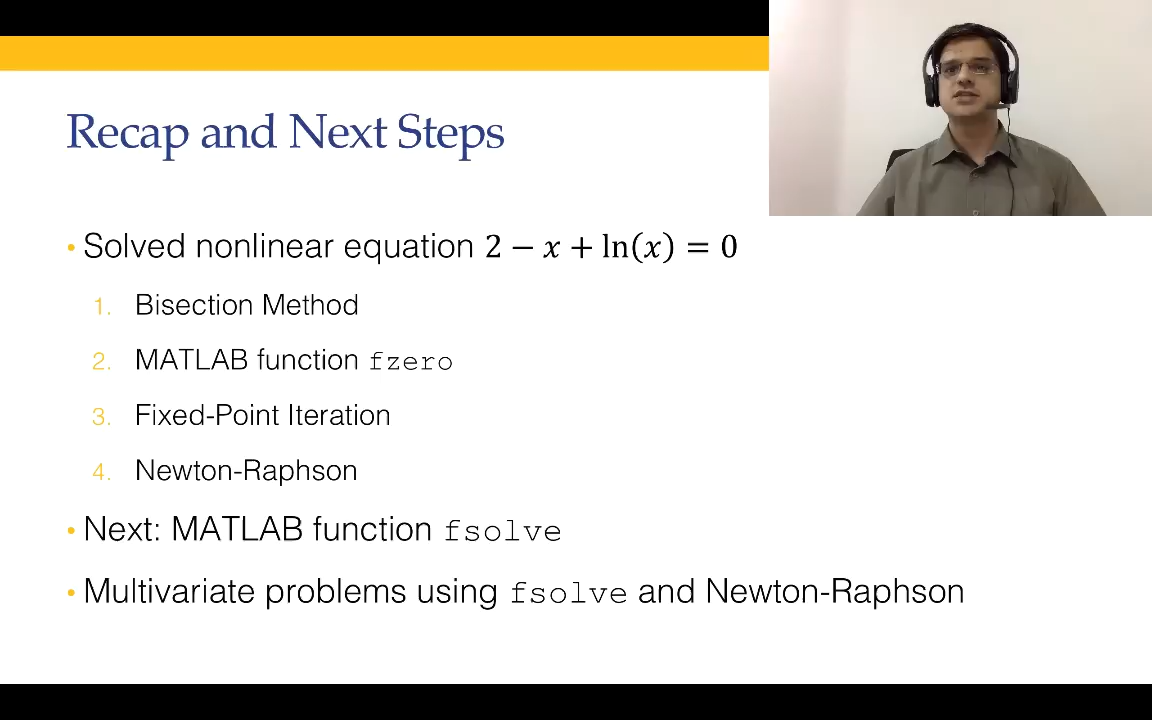 Recap and Next Steps
• Solved nonlinear equation 2 − x + ln(x) = 0
1. Bisection Method
2. MATLAB function fzero
3. Fixed-Point Iteration
4. Newton-Raphson
• Next: MATLAB function fsolve
• Multivariate problems using fsolve and Newton-Raphson